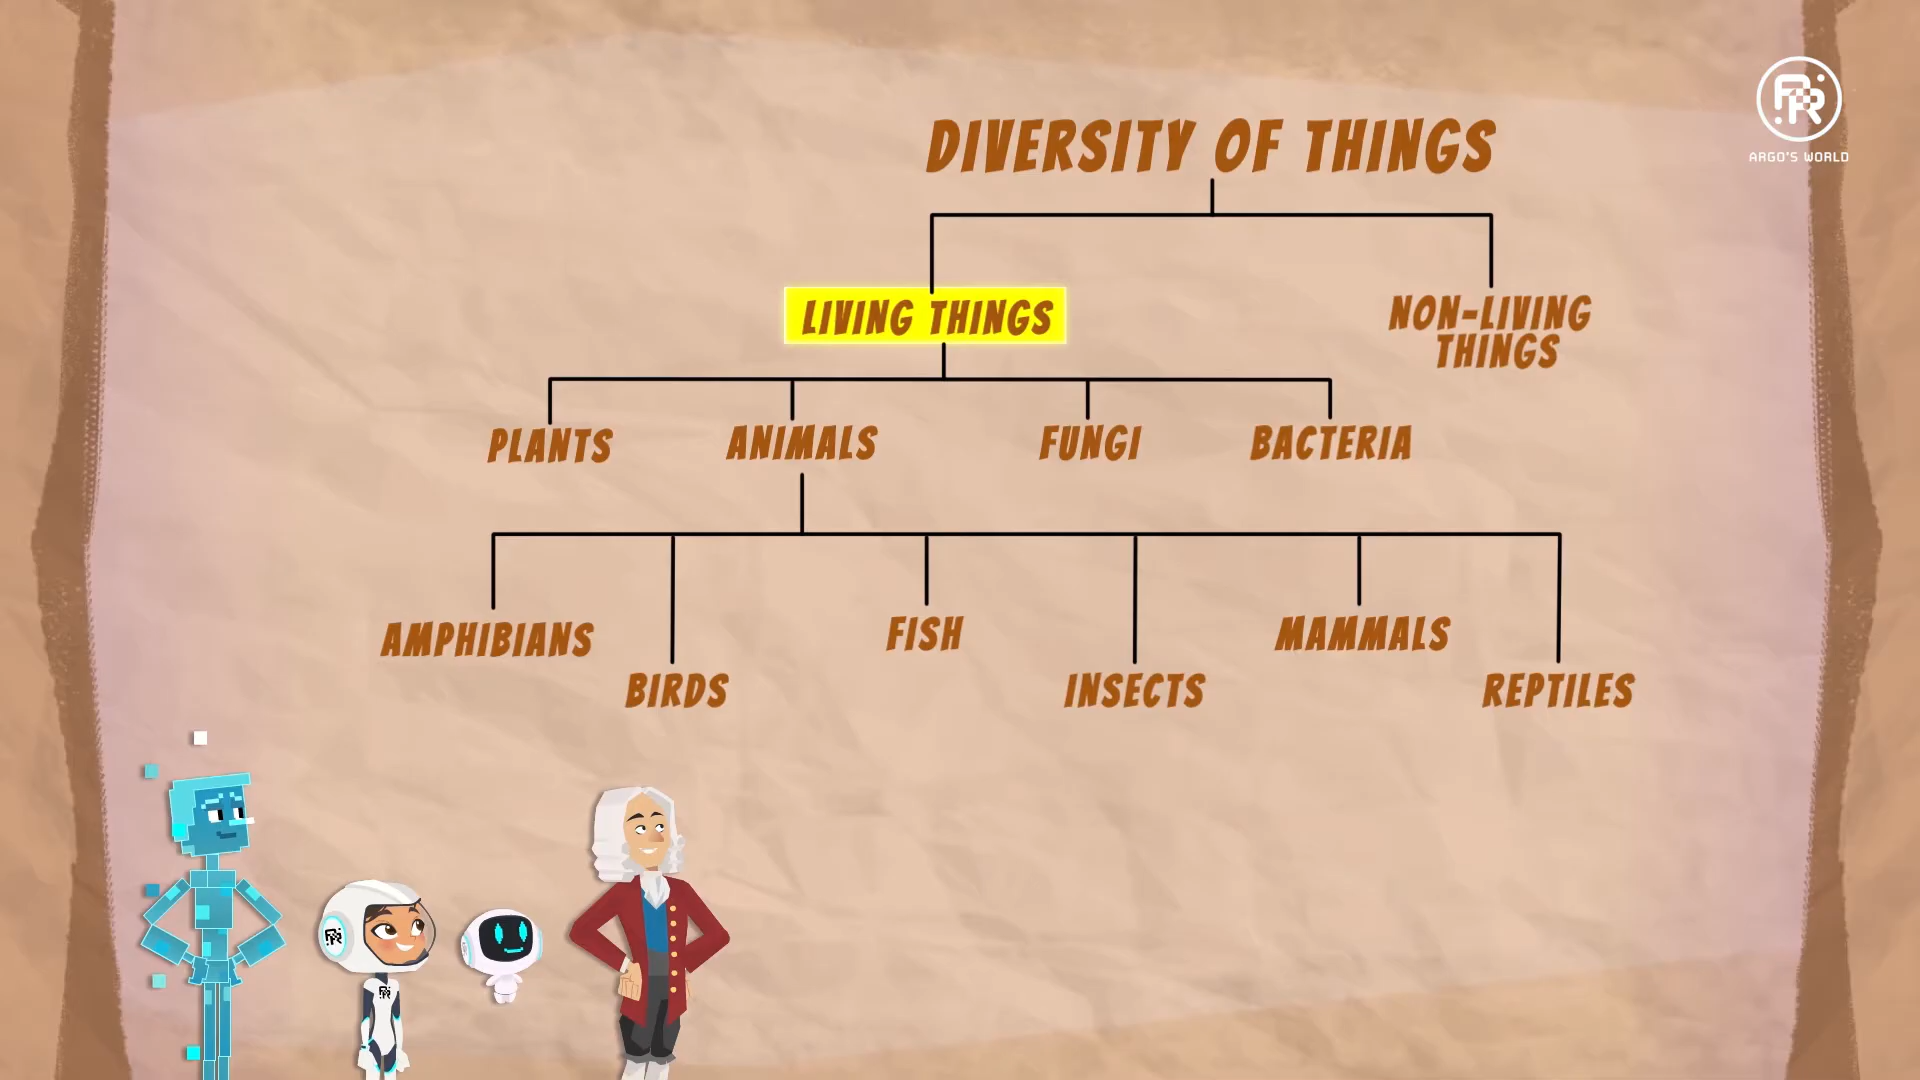 DIVERSITY OF THINGS
ARGO'S WORLD
LIVING THINGS
NON-LIVING
THINGS
PLANTS
ANIMALS
FUNGI
BACTERIA
AMPHIBIANS
BIRDS
FISH
INSECTS
MAMMALS
REPTILES